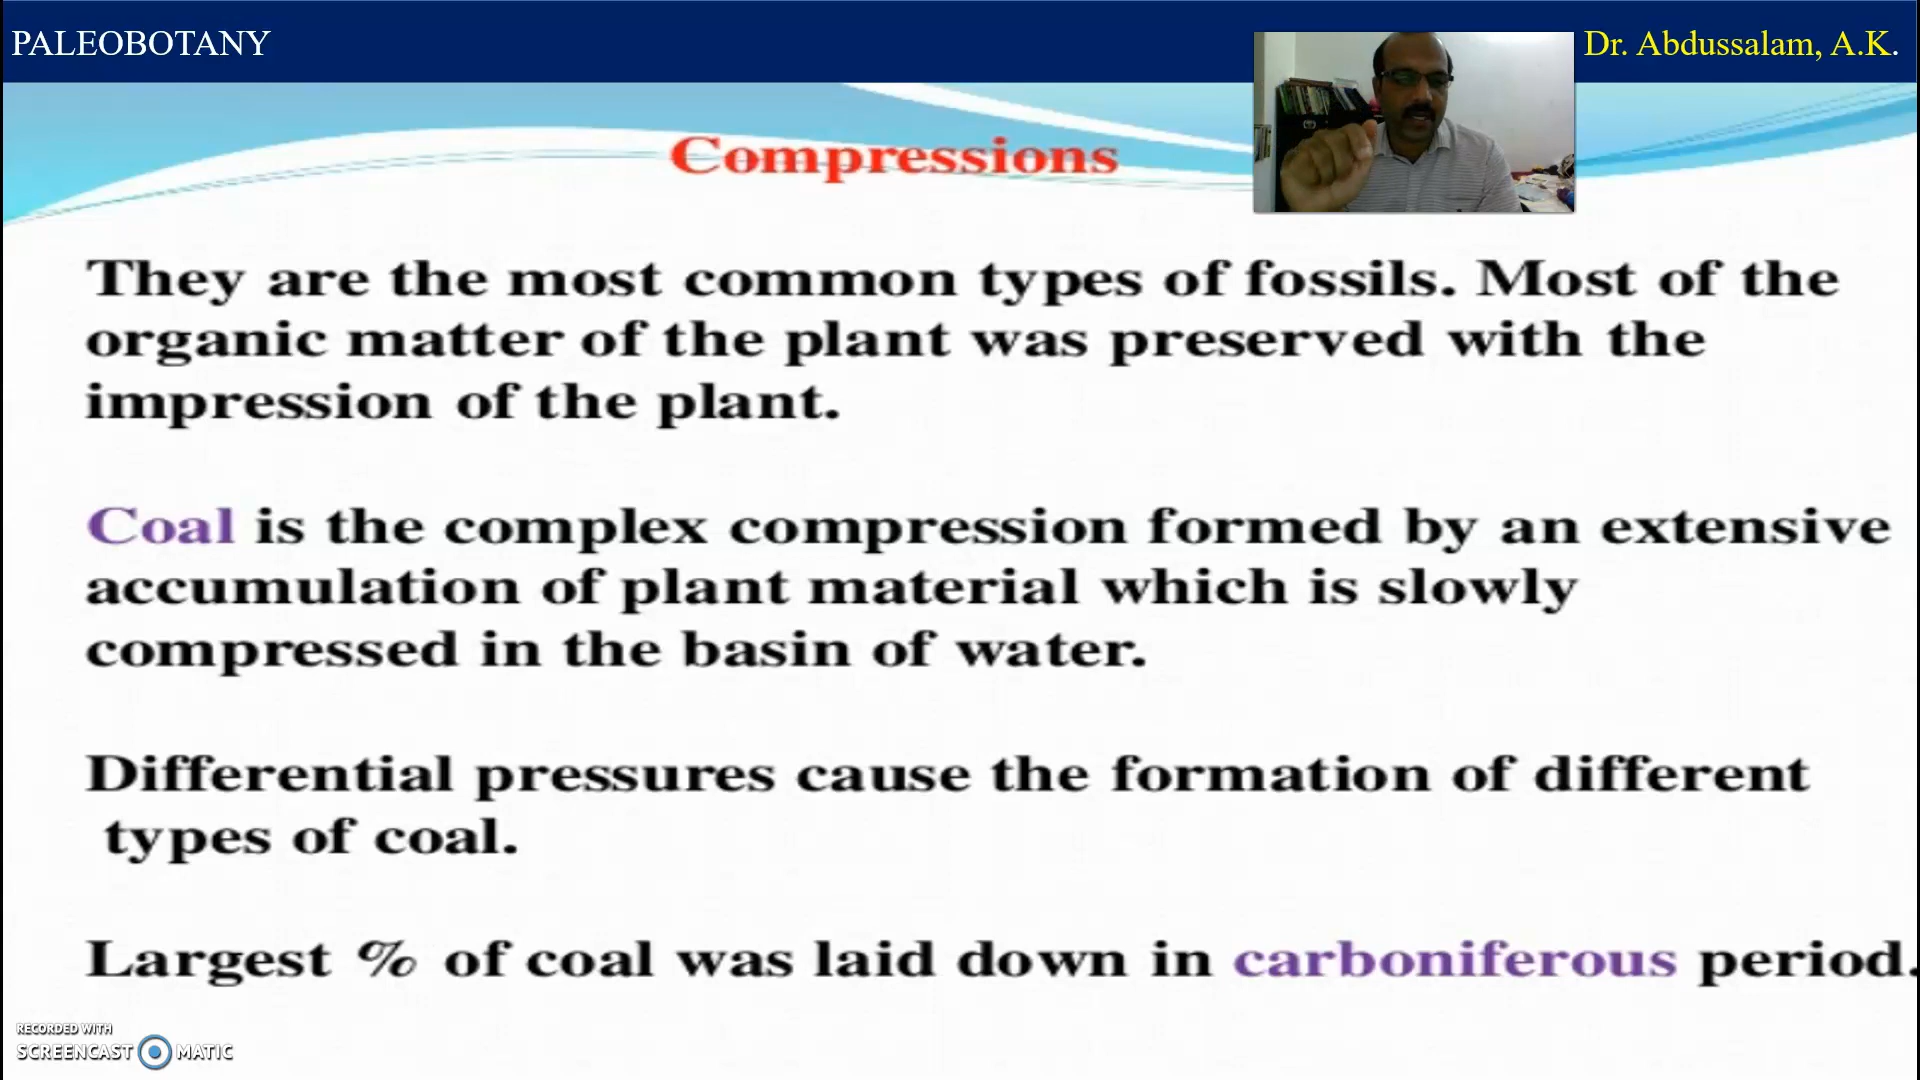 PALEOBOTANY
Dr. Abdussalam, A.K.
Compressions
They are the most common types of fossils. Most of the
organic matter of the plant was preserved with the
impression of the plant.
Coal is the complex compression formed by an extensive
accumulation of plant material which is slowly
compressed in the basin of water.
Differential pressures cause the formation of different
types of coal.
Largest % of coal was laid down in carboniferous period.
RECORDED WITH
SCREENCAST MATIC